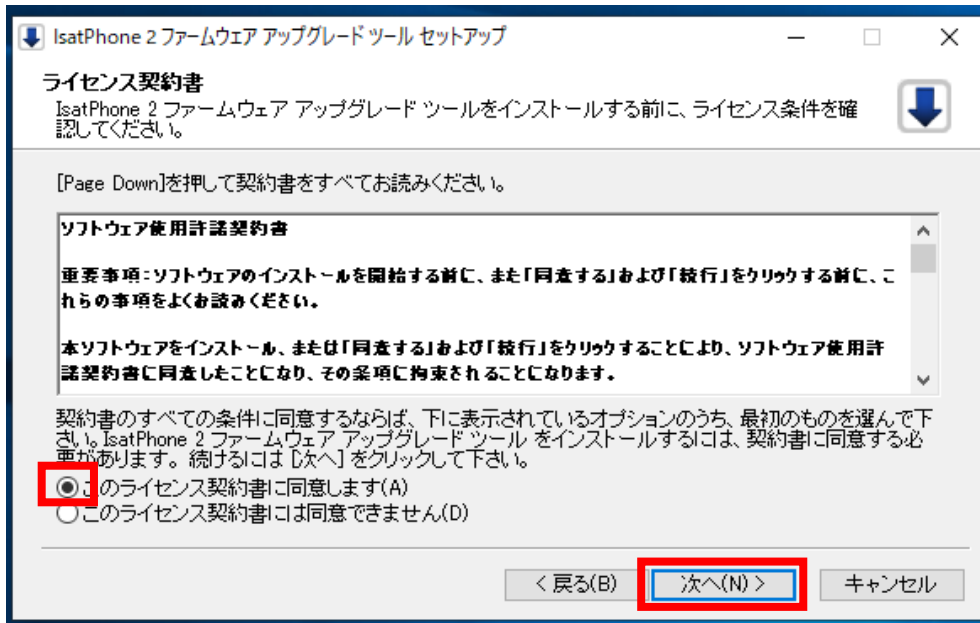 IsatPhone 2 ファームウェア アップグレード ツール セットアップ
ライセンス契約書
IsatPhone 2 ファームウェア アップグレード ツールをインストールする前に、ライセンス条件を確
認してください。
[Page Down]を押して契約書をすべてお読みください。
ソフトウェア使用許諾契約書
重要事項：ソフトウェアのインストールを開始する前に、また「同意する」および「続行」をクリックする前に、こ
れらの事項をよくお読みください。
本ソフトウェアをインストール、または「同意する」および「続行」をクリックすることにより、ソフトウェア使用許
諾契約書に同意したことになり、その条項に拘束されることになります。
契約書のすべての条件に同意するならば、下に表示されているオプションのうち、最初のものを選んで下
さい。IsatPhone 2 ファームウェア アップグレード ツール をインストールするには、契約書に同意する必
要があります。続けるには [次へ] をクリックして下さい。
このライセンス契約書に同意します(A)
このライセンス契約書には同意できません(D)
< 戻る(B)
次へ(N) >
キャンセル